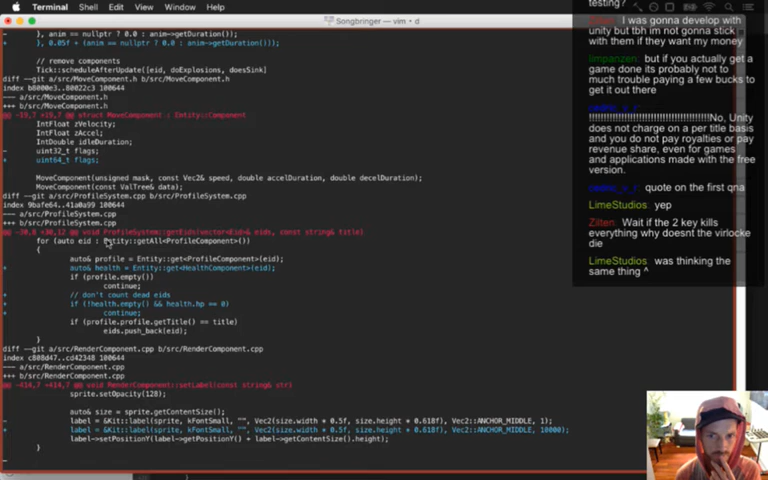 Terminal Shell Edit View Window Help
Songbringer — vim • d
}, anim == nullptr ? 0.0 : anim->getDuration());
+ }, 0.05f + (anim == nullptr ? 0.0 : anim->getDuration()));
// remove components
Tick::scheduleAfterUpdate([eid, doExplosions, doesSink]
diff --git a/src/MoveComponent.h b/src/MoveComponent.h
index b8000e3..80022c3 100644
--- a/src/MoveComponent.h
+++ b/src/MoveComponent.h
@@ -19,7 +19,7 @@ struct MoveComponent : Entity::Component
IntFloat zVelocity;
IntFloat zAccel;
IntDouble idleDuration;
- uint32_t flags;
+ uint64_t flags;
MoveComponent(unsigned mask, const Vec2& speed, double accelDuration, double decelDuration);
MoveComponent(const ValTree& data);
diff --git a/src/ProfileSystem.cpp b/src/ProfileSystem.cpp
index 9bafe64..41a0a99 100644
--- a/src/ProfileSystem.cpp
+++ b/src/ProfileSystem.cpp
@@ -30,8 +30,12 @@ void ProfileSystem::getEids(vector<Eid>& eids, const string& title)
for (auto eid : Entity::getAll<ProfileComponent>())
{
auto& profile = Entity::get<ProfileComponent>(eid);
+ auto& health = Entity::get<HealthComponent>(eid);
if (profile.empty())
continue;
+ // don't count dead eids
+ if (!health.empty() && health.hp == 0)
+ continue;
if (profile.profile.getTitle() == title)
eids.push_back(eid);
}
diff --git a/src/RenderComponent.cpp b/src/RenderComponent.cpp
index c808d47..cd42348 100644
--- a/src/RenderComponent.cpp
+++ b/src/RenderComponent.cpp
@@ -414,7 +414,7 @@ void RenderComponent::setLabel(const string& str)
sprite.setOpacity(128);
auto& size = sprite.getContentSize();
- label = &Kit::label(sprite, kFontSmall, "", Vec2(size.width * 0.5f, size.height + 0.618f), Vec2::ANCHOR_MIDDLE, 1);
+ label = &Kit::label(sprite, kFontSmall, "", Vec2(size.width * 0.5f, size.height + 0.618f), Vec2::ANCHOR_MIDDLE, 10000);
label->setPositionY(label->getPositionY() + label->getContentSize().height);
}
testing?
Zilten: I was gonna develop with
unity but tbh im not gonna stick
with them if they want my money
limpanzen: but if you actually get a
game done its probably not to
much trouble paying a few bucks to
get it out there
!!!!!!!!!!!!!!!!!!!!!!!!!!!!!!!!!!!!!!!!No, Unity
does not charge on a per title basis
and you do not pay royalties or pay
revenue share, even for games
and applications made with the free
version.
quote on the first qna
LimeStudios yep
Zilten: Wait if the 2 key kills
everything why doesnt the virlocke
die
LimeStudios was thinking the
same thing ^